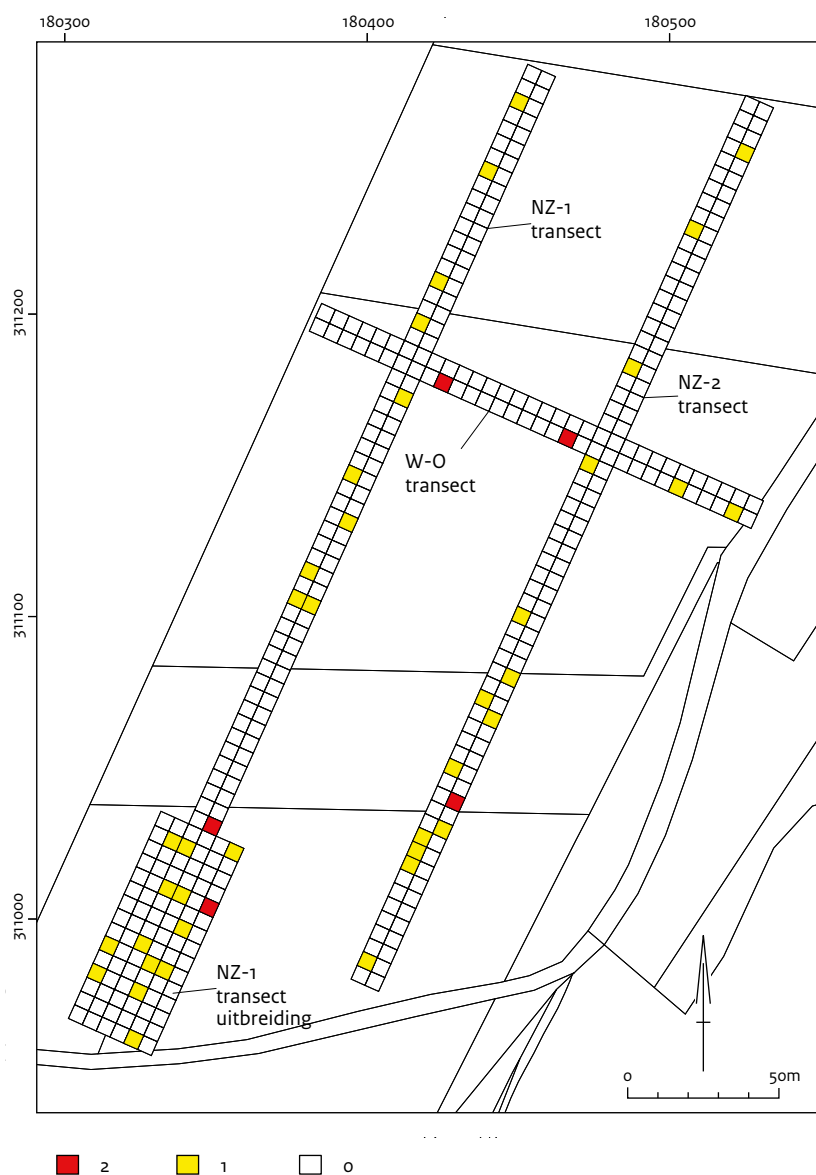 180300 180400 180500
311200
311100
311000
NZ-1
transect
NZ-2
transect
W-O
transect
NZ-1
transect
uitbreiding
0 50m
2 1 0